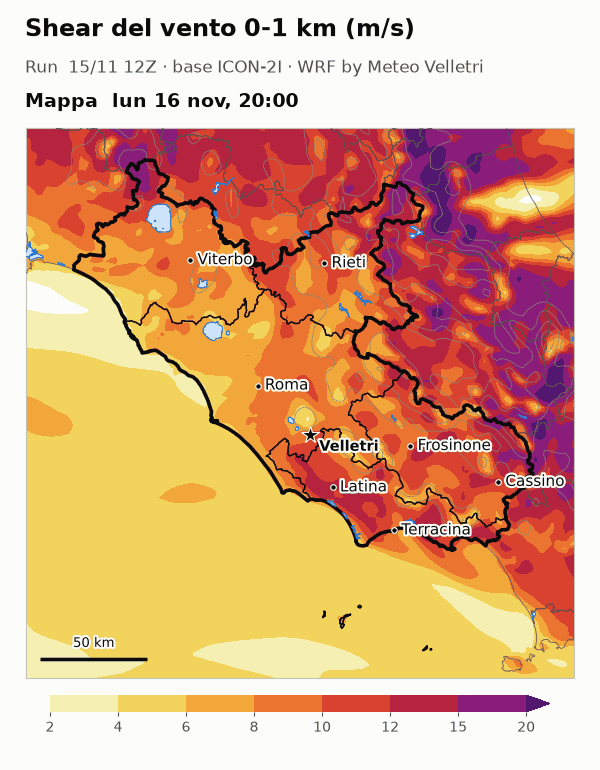 Shear del vento 0-1 km (m/s)
Run 15/11 12Z · base ICON-2I · WRF by Meteo Velletri
Mappa lun 16 nov, 20:00
Viterbo
Rieti
Roma
Velletri
Frosinone
Latina
Cassino
Terracina
50 km
2 4 6 8 10 12 15 20